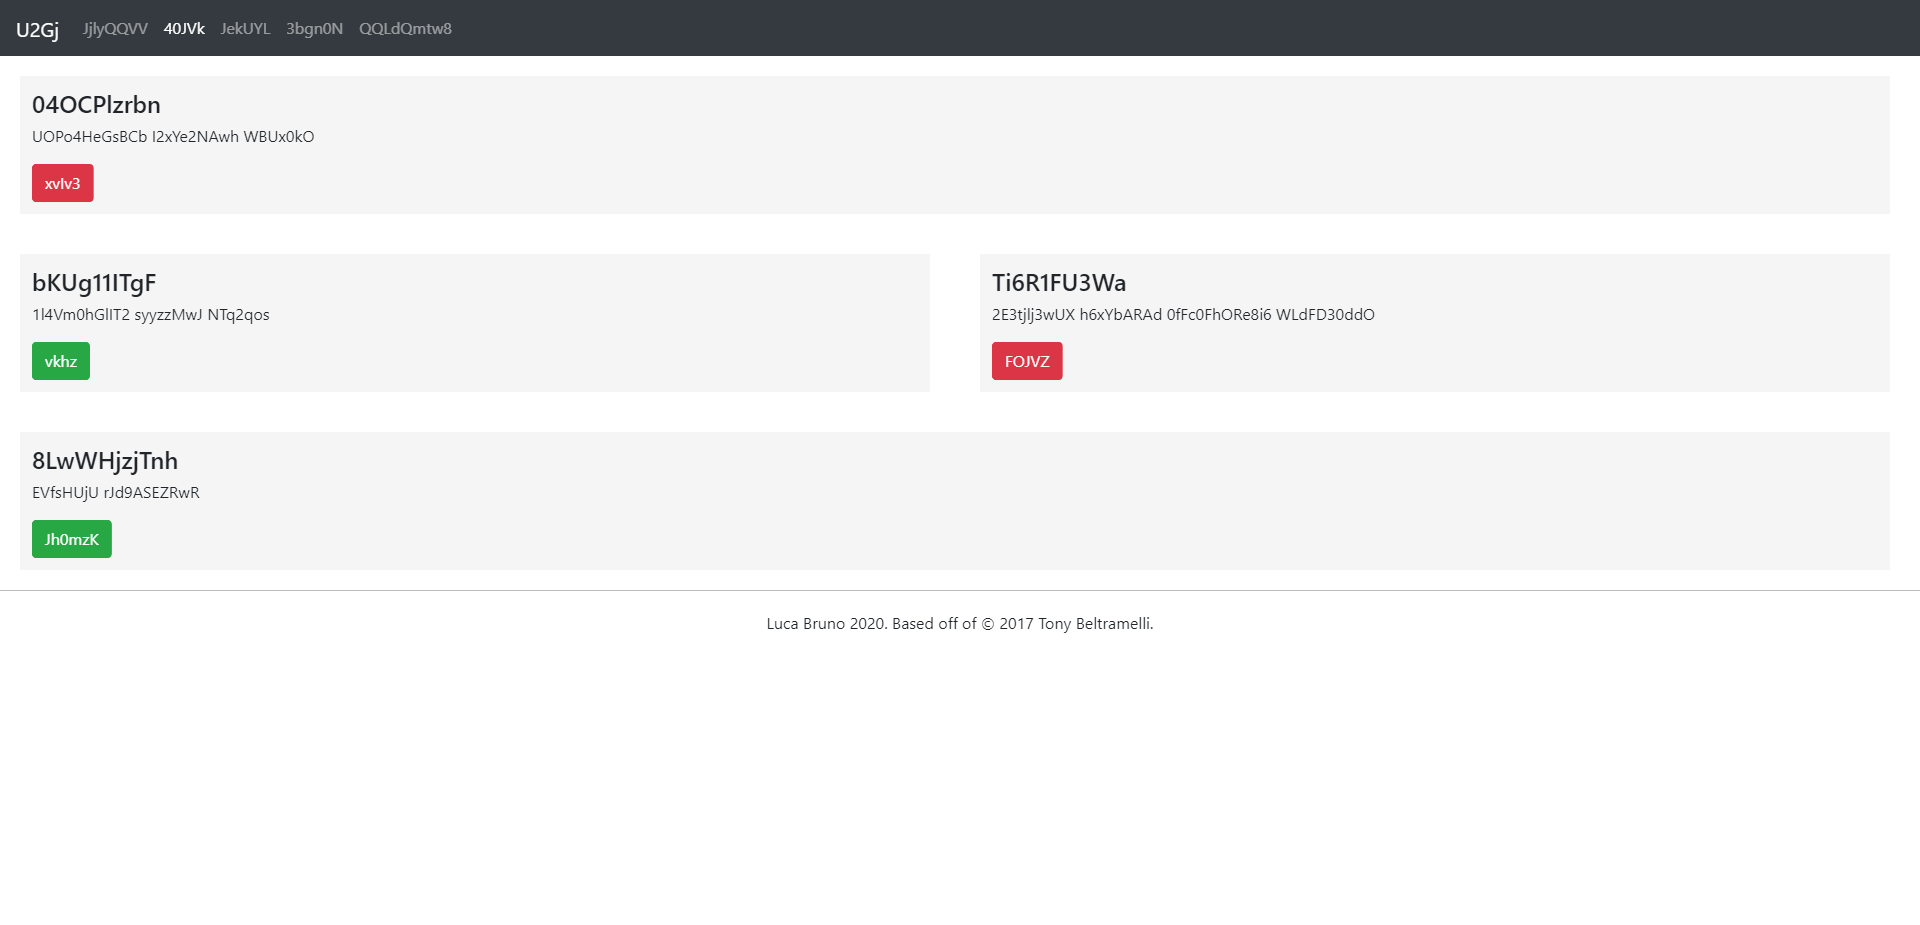 U2Gj JjlyQQVV 40JVk JekUYL 3bgn0N QQLdQmtw8
04OCPlzrbn
UOPo4HeGsBCb I2xYe2NAwh WBUx0kO
xvlv3
bKUg11ITgF
1l4Vm0hGlIT2 syyzzMwJ NTq2qos
vkhz
Ti6R1FU3Wa
2E3tjlj3wUX h6xYbARAd 0fFc0FhORe8i6 WLdFD30ddO
FOJVZ
8LwWHjzjTnh
EVfsHUjU rJd9ASEZRwR
Jh0mzK
Luca Bruno 2020. Based off of © 2017 Tony Beltramelli.